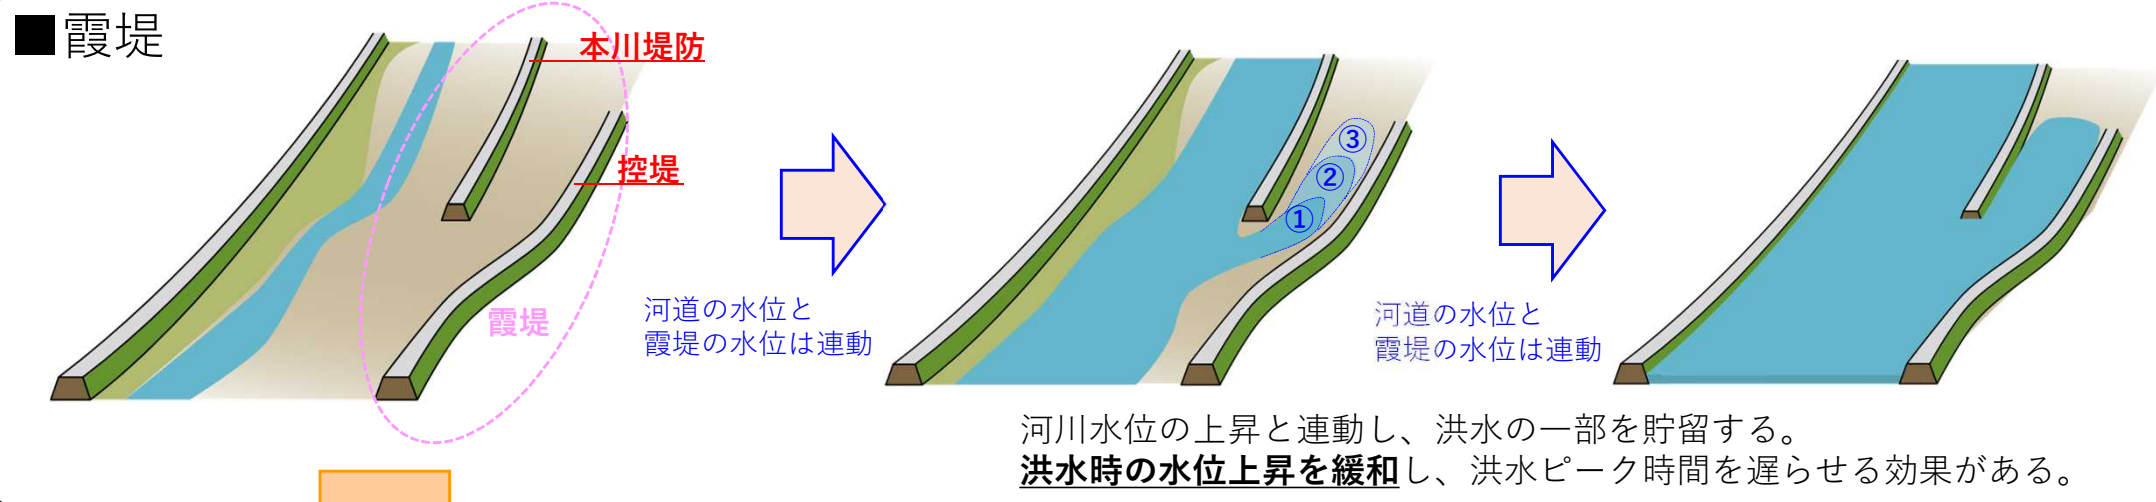 ■霞堤
本川堤防
控堤
霞堤
河道の水位と
霞堤の水位は連動
①
②
③
河道の水位と
霞堤の水位は連動
河川水位の上昇と連動し、洪水の一部を貯留する。
洪水時の水位上昇を緩和し、洪水ピーク時間を遅らせる効果がある。